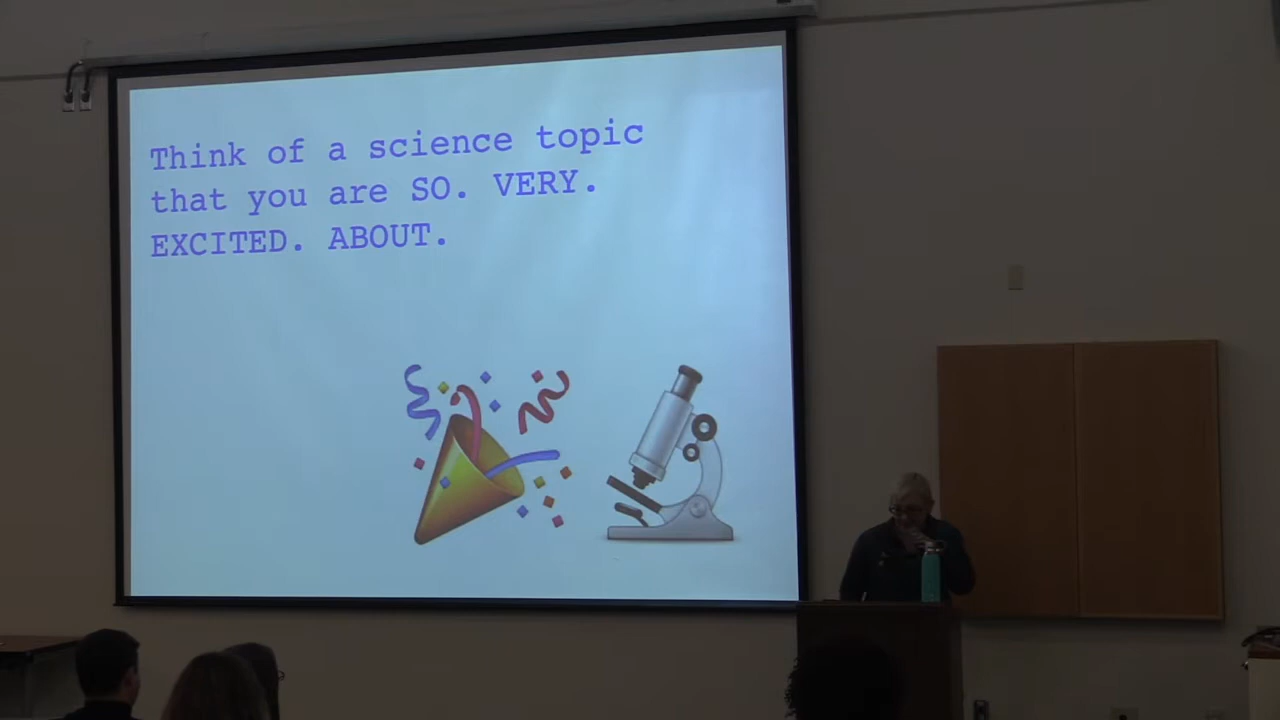 Think of a science topic
that you are SO. VERY.
EXCITED. ABOUT.